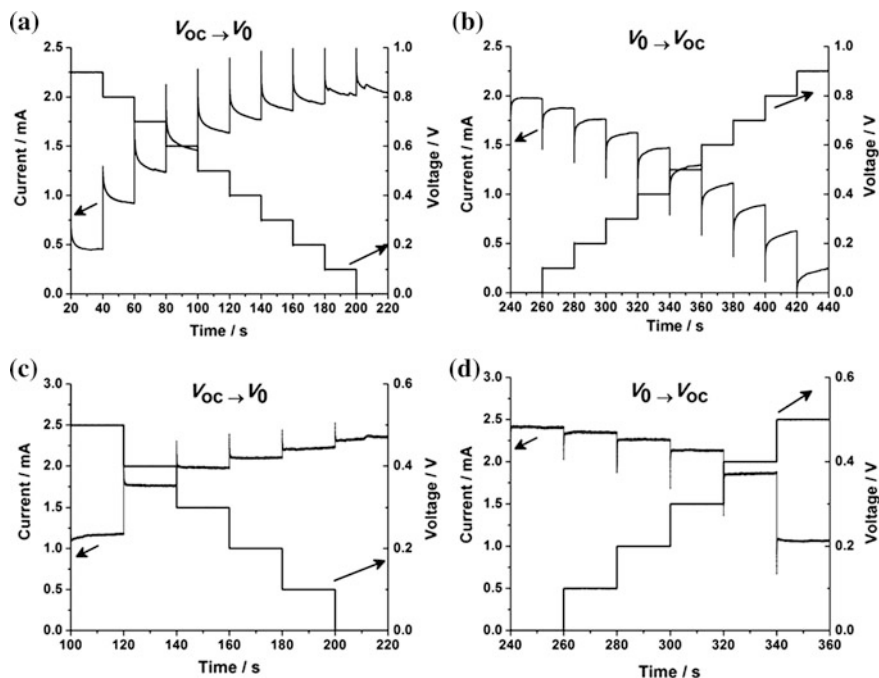 (a)
V_OC → V_0
2.5
2.0
1.5
1.0
0.5
0.0
Current / mA
1.0
0.8
0.6
0.4
0.2
0.0
Voltage / V
20 40 60 80 100 120 140 160 180 200 220
Time / s
(b)
V_0 → V_OC
2.5
2.0
1.5
1.0
0.5
0.0
Current / mA
1.0
0.8
0.6
0.4
0.2
0.0
Voltage / V
240 260 280 300 320 340 360 380 400 420 440
Time / s
(c)
V_OC → V_0
3.0
2.5
2.0
1.5
1.0
0.5
0.0
Current / mA
0.6
0.4
0.2
0.0
Voltage / V
100 120 140 160 180 200 220
Time / s
(d)
V_0 → V_OC
3.0
2.5
2.0
1.5
1.0
0.5
0.0
Current / mA
0.6
0.4
0.2
0.0
Voltage / V
240 260 280 300 320 340 360
Time / s